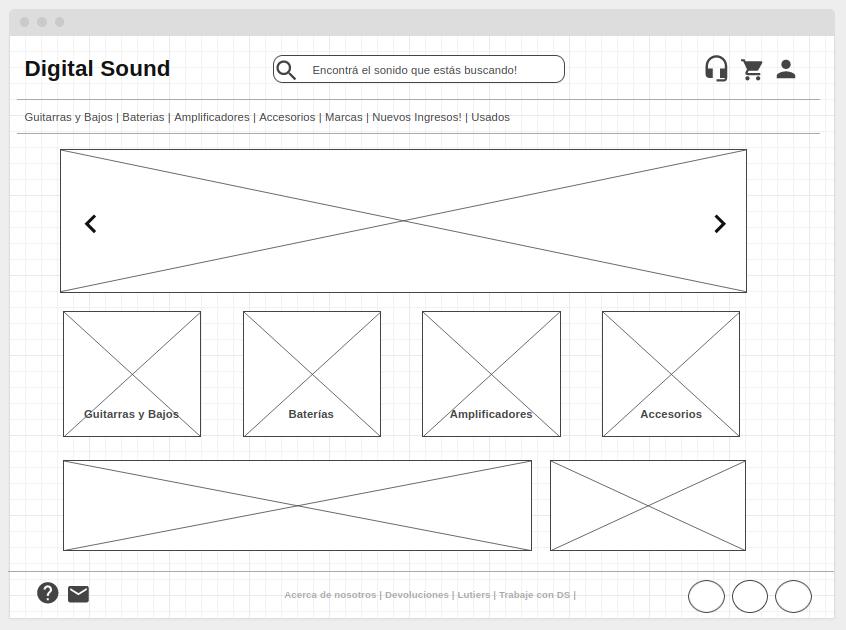 Digital Sound
Encontrá el sonido que estás buscando!
Guitarras y Bajos | Baterias | Amplificadores | Accesorios | Marcas | Nuevos Ingresos! | Usados
Guitarras y Bajos
Baterías
Amplificadores
Accesorios
Acerca de nosotros | Devoluciones | Lutiers | Trabaje con DS |